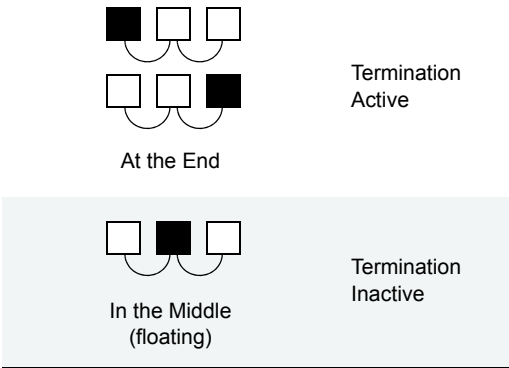 Termination
Active
At the End
Termination
Inactive
In the Middle
(floating)